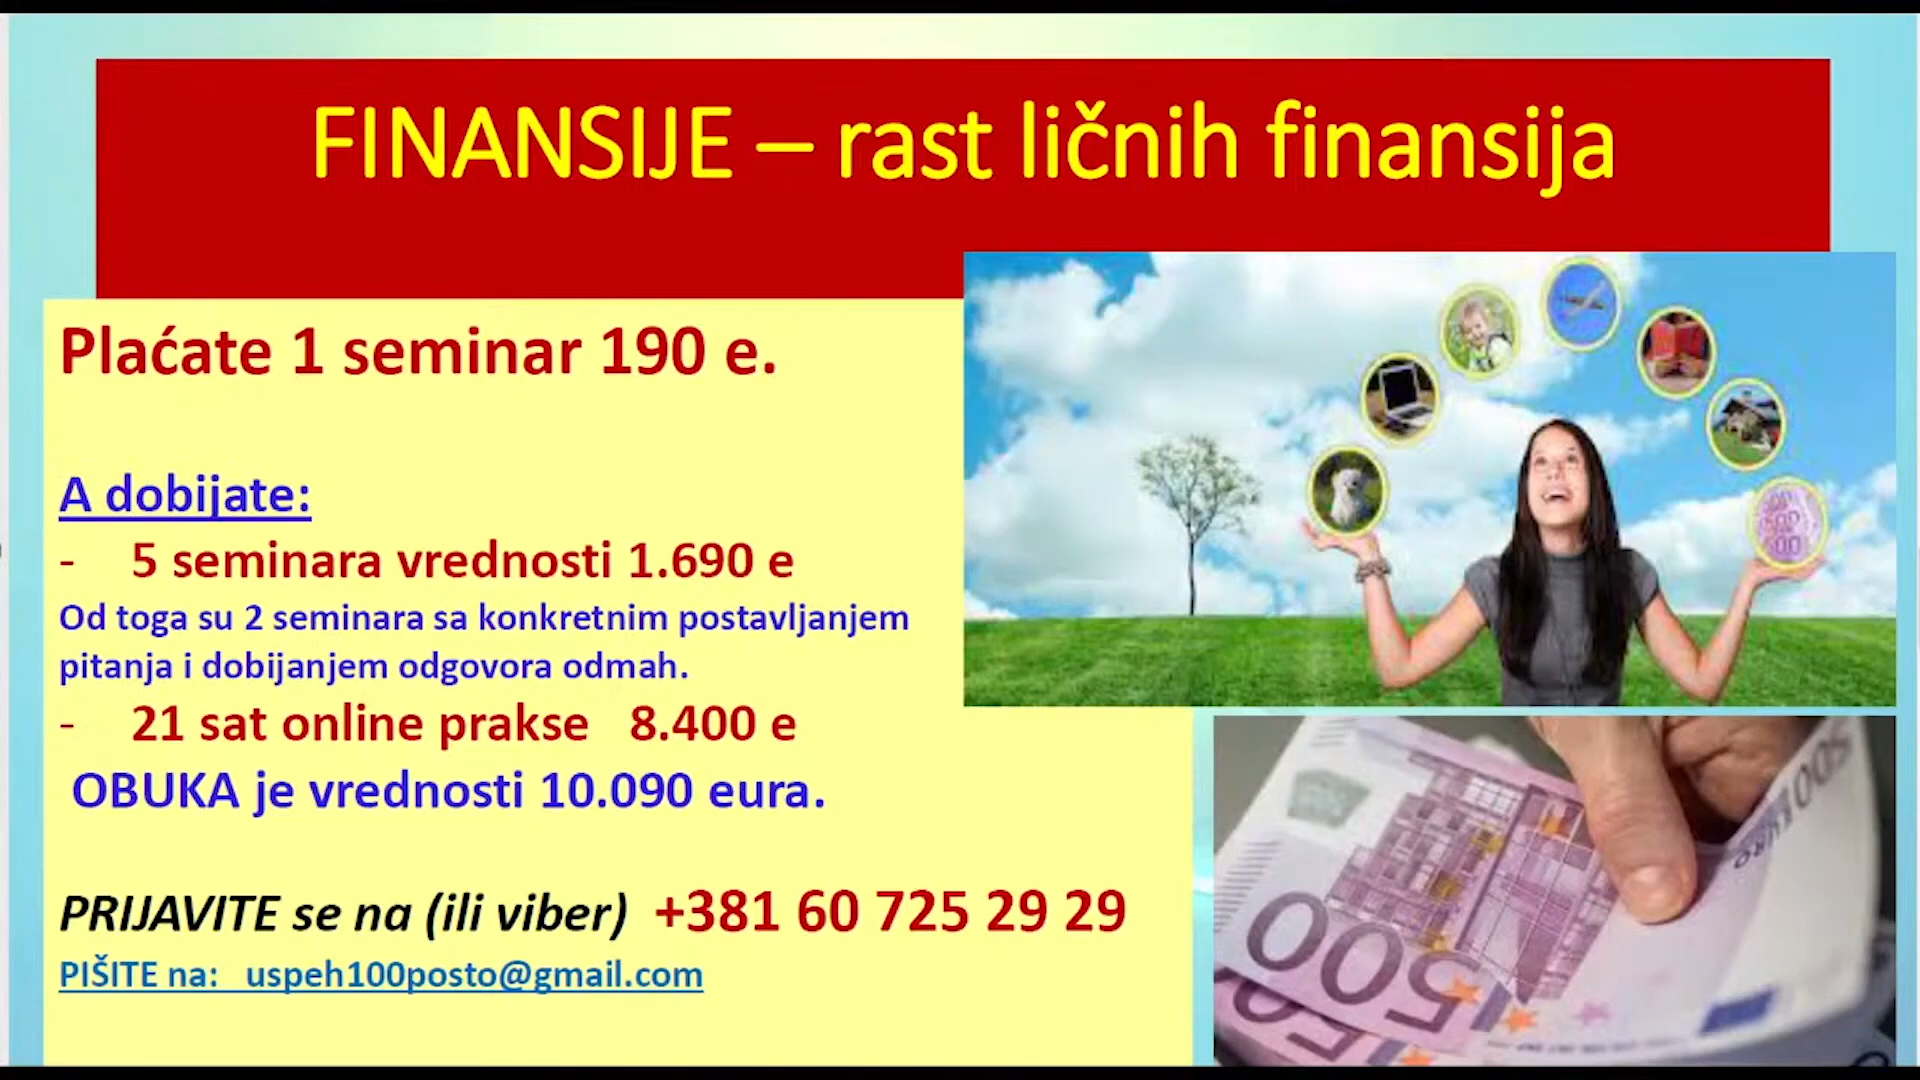 FINANSIJE – rast ličnih finansija
Plaćate 1 seminar 190 e.
A dobijate:
- 5 seminara vrednosti 1.690 e
Od toga su 2 seminara sa konkretnim postavljanjem
pitanja i dobijanjem odgovora odmah.
- 21 sat online prakse 8.400 e
OBUKA je vrednosti 10.090 eura.
PRIJAVITE se na (ili viber) +381 60 725 29 29
PIŠITE na: uspeh100posto@gmail.com
500
EURO